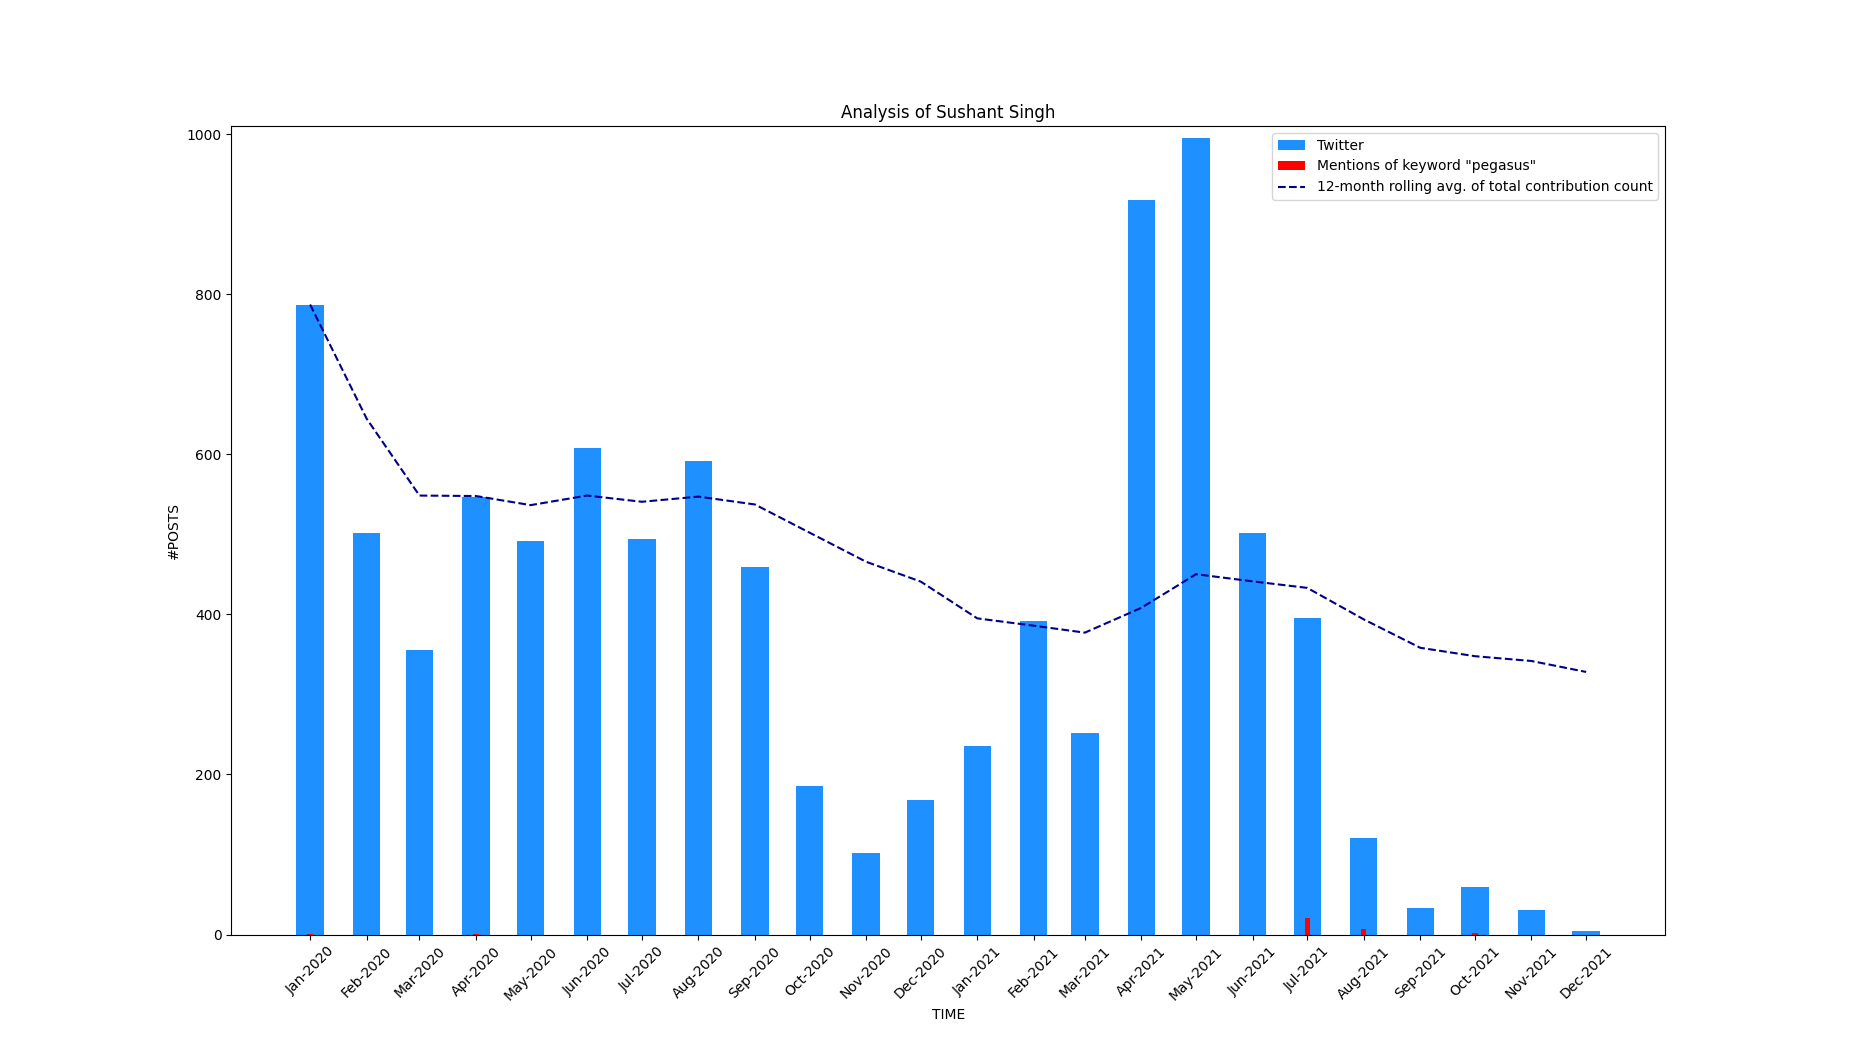 Analysis of Sushant Singh
Twitter
Mentions of keyword "pegasus"
12-month rolling avg. of total contribution count
#POSTS
1000
800
600
400
200
0
Jan-2020
Feb-2020
Mar-2020
Apr-2020
May-2020
Jun-2020
Jul-2020
Aug-2020
Sep-2020
Oct-2020
Nov-2020
Dec-2020
Jan-2021
Feb-2021
Mar-2021
Apr-2021
May-2021
Jun-2021
Jul-2021
Aug-2021
Sep-2021
Oct-2021
Nov-2021
Dec-2021
TIME